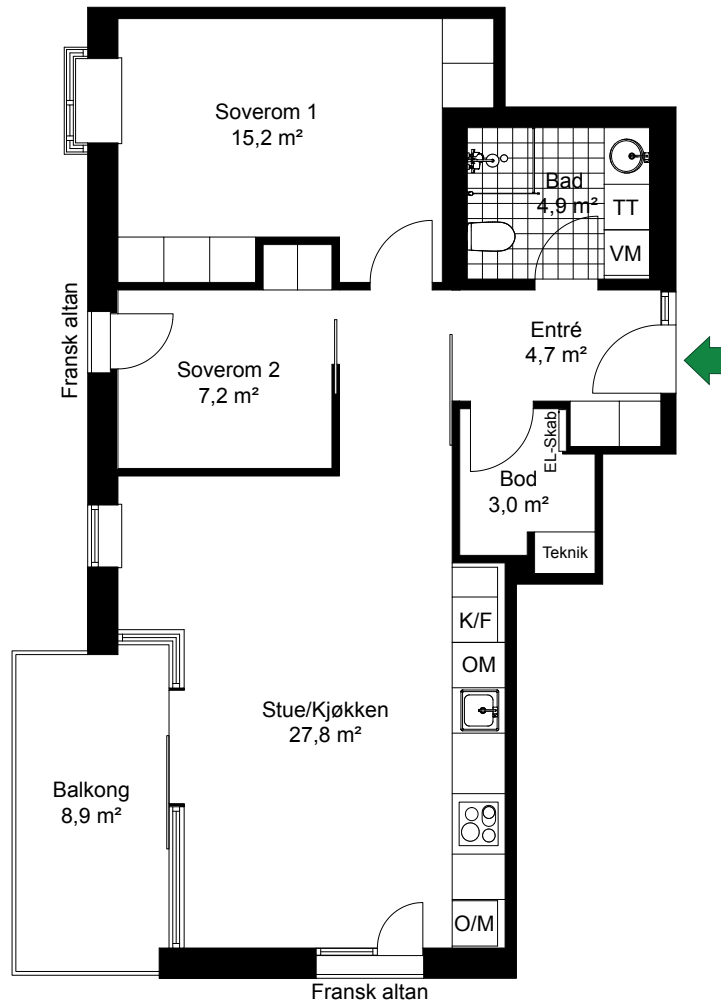 Soverom 1
15,2 m²
Bad
4,9 m²
TT
VM
Fransk altan
Entré
4,7 m²
Soverom 2
7,2 m²
EL-Skab
Bod
3,0 m²
Teknik
K/F
OM
Stue/Kjøkken
27,8 m²
Balkong
8,9 m²
O/M
Fransk altan